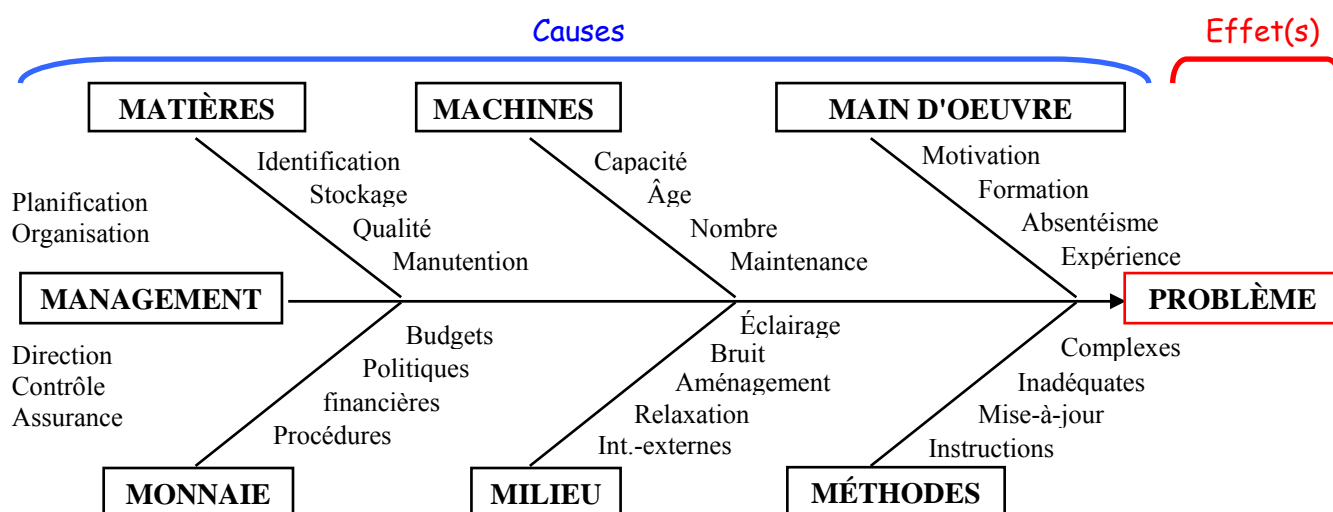 Causes
Effet(s)
MATIÈRES
MACHINES
MAIN D'OEUVRE
Identification
Stockage
Qualité
Manutention
Capacité
Âge
Nombre
Maintenance
Motivation
Formation
Absentéisme
Expérience
Planification
Organisation
MANAGEMENT
PROBLÈME
Direction
Contrôle
Assurance
Budgets
Politiques
financières
Procédures
Éclairage
Bruit
Aménagement
Relaxation
Int.-externes
Complexes
Inadéquates
Mise-à-jour
Instructions
MONNAIE
MILIEU
MÉTHODES